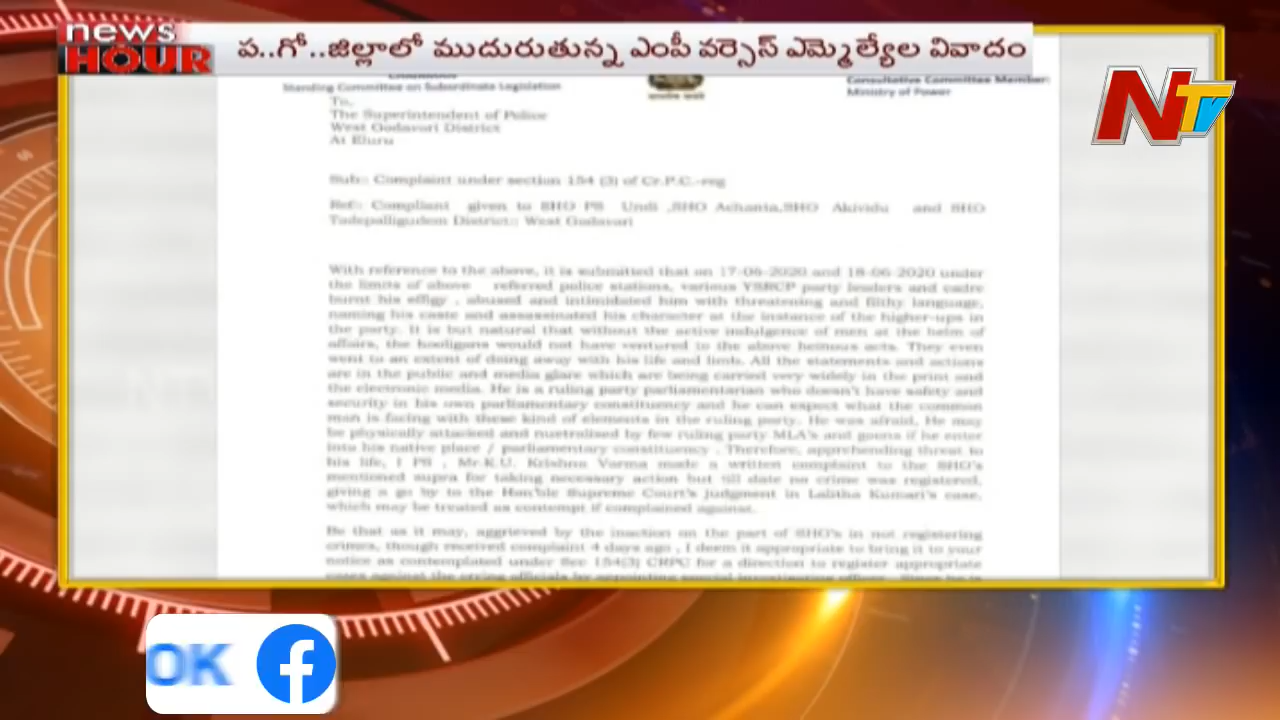 news
HOUR
ప..గో..జిల్లాలో ముదురుతున్న ఎంపీ వర్సెస్ ఎమ్మెల్యేల వివాదం
NTV
Standing Committee on Subordinate Legislation
Consultative Committee Member:
Ministry of Power
To,
The Superintendent of Police
West Godavari District
At Eluru
Sub:: Complaint under section 154 (3) of Cr.P.C.-reg
Ref:: Compliant given to SHO PS Undi ,SHO Achanta,SHO Akividu and SHO
Tadepalligudem District:: West Godavari
With reference to the above, it is submitted that on 17-06-2020 and 18-06-2020 under
the limits of above referred police stations, various YSRCP party leaders and cadre
burnt his effigy , abused and intimidated him with threatening and filthy language,
naming his caste and assassinated his character at the instance of the higher-ups in
the party. It is but natural that without the active indulgence of men at the helm of
affairs, the hooligans would not have ventured to the above heinous acts. They even
went to an extent of doing away with his life and limb. All the statements and actions
are in the public and media glare which are being carried very widely in the print and
the electronic media. He is a ruling party parliamentarian who doesn't have safety and
security in his own parliamentary constituency and he can expect what the common
man is facing with these kind of elements in the ruling party. He was afraid, He may
be physically attacked and nuetralised by few ruling party MLA's and goons if he enter
into his native place / parliamentary constituency . Therefore, apprehending threat to
his life, I PS , Mr.K.U. Krishna Varma made a written complaint to the SHO's
mentioned supra for taking necessary action but till date no crime was registered,
giving a go by to the Hon'ble Supreme Court's judgment in Lalitha Kumari's case,
which may be treated as contempt if complained against.
Be that as it may, aggrieved by the inaction on the part of SHO's in not registering
crimes, though received complaint 4 days ago , I deem it appropriate to bring it to your
notice as contemplated under Sec 154(3) CRPC for a direction to register appropriate
cases against the erring officials by appointing special investigating officer . Since he is
OK